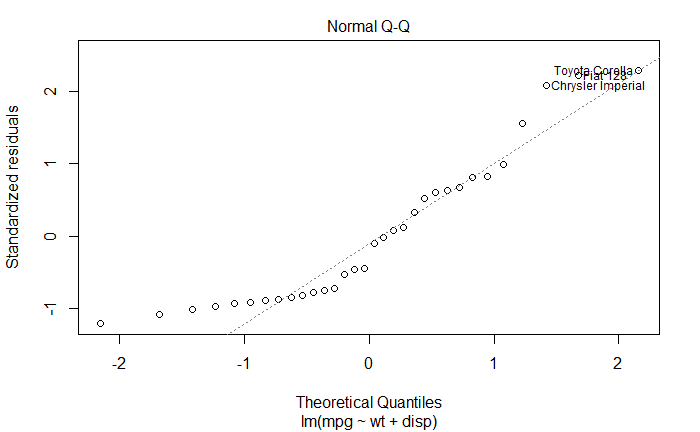 Normal Q-Q
Standardized residuals
2
1
0
-1
Toyota Corolla
Fiat 128
Chrysler Imperial
-2
-1
0
1
2
Theoretical Quantiles
lm(mpg ~ wt + disp)